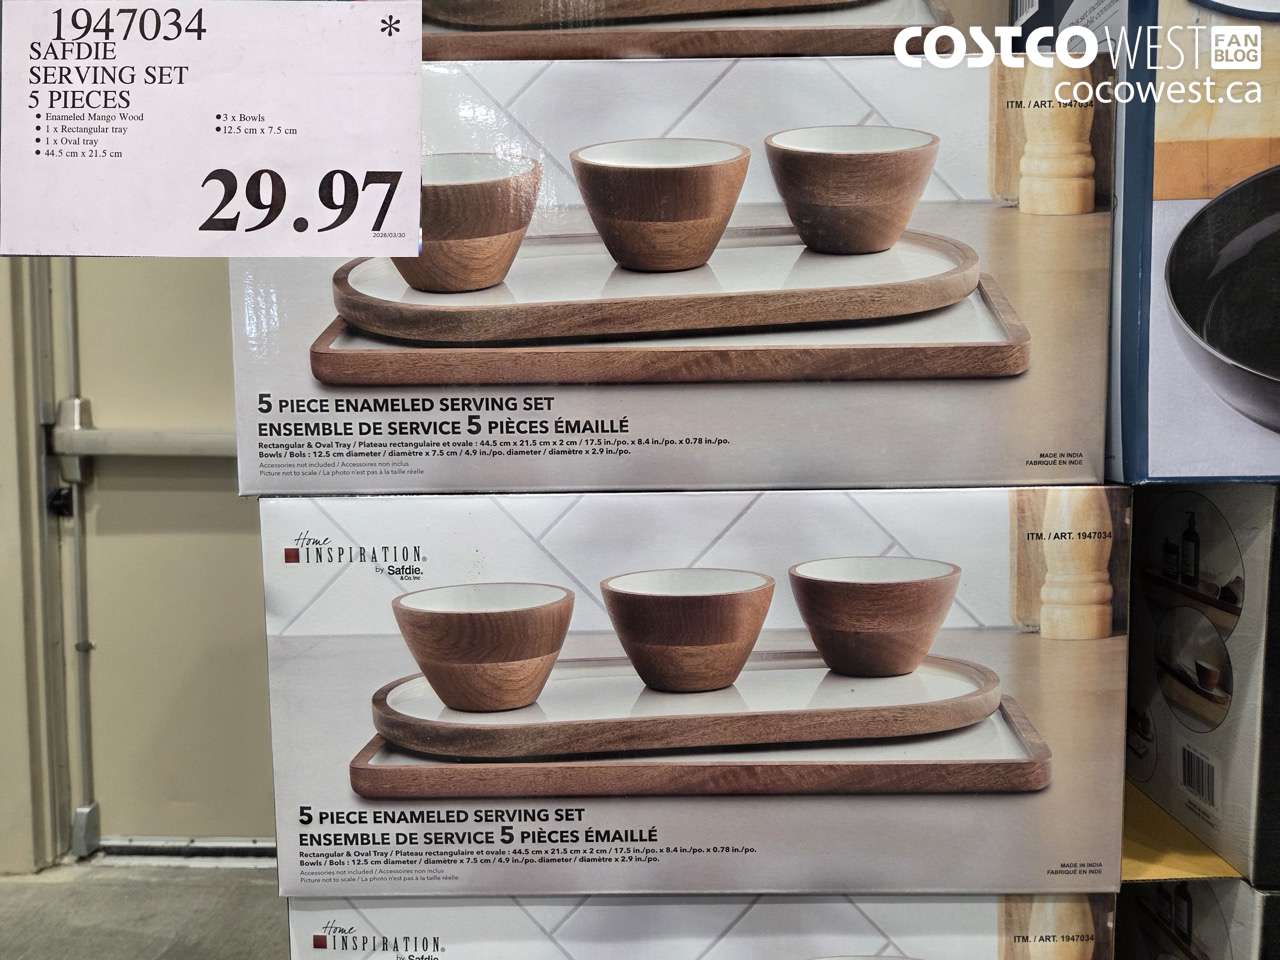 1947034 *
SAFDIE
SERVING SET
5 PIECES
• Enameled Mango Wood
• 1 x Rectangular tray
• 1 x Oval tray
• 44.5 cm x 21.5 cm
• 3 x Bowls
• 12.5 cm x 7.5 cm
29.97
2026/03/30
COSTCO WEST FAN BLOG
cocowest.ca
ITM. / ART. 1947034
5 PIECE ENAMELED SERVING SET
ENSEMBLE DE SERVICE 5 PIÈCES ÉMAILLÉ
Rectangular & Oval Tray / Plateau rectangulaire et ovale : 44.5 cm x 21.5 cm x 2 cm / 17.5 in./po. x 8.4 in./po. x 0.78 in./po.
Bowls / Bols : 12.5 cm diameter / diamètre x 7.5 cm / 4.9 in./po. diameter / diamètre x 2.9 in./po.
Accessories not included / Accessoires non inclus
Picture not to scale / La photo n'est pas à la taille réelle
MADE IN INDIA
FABRIQUÉ EN INDE
Home
INSPIRATION®
by Safdie.
& Co. Inc
ITM. / ART. 1947034
5 PIECE ENAMELED SERVING SET
ENSEMBLE DE SERVICE 5 PIÈCES ÉMAILLÉ
Rectangular & Oval Tray / Plateau rectangulaire et ovale : 44.5 cm x 21.5 cm x 2 cm / 17.5 in./po. x 8.4 in./po. x 0.78 in./po.
Bowls / Bols : 12.5 cm diameter / diamètre x 7.5 cm / 4.9 in./po. diameter / diamètre x 2.9 in./po.
Accessories not included / Accessoires non inclus
Picture not to scale / La photo n'est pas à la taille réelle
MADE IN INDIA
FABRIQUÉ EN INDE
Home
INSPIRATION®
by Safdie
ITM. / ART. 1947034